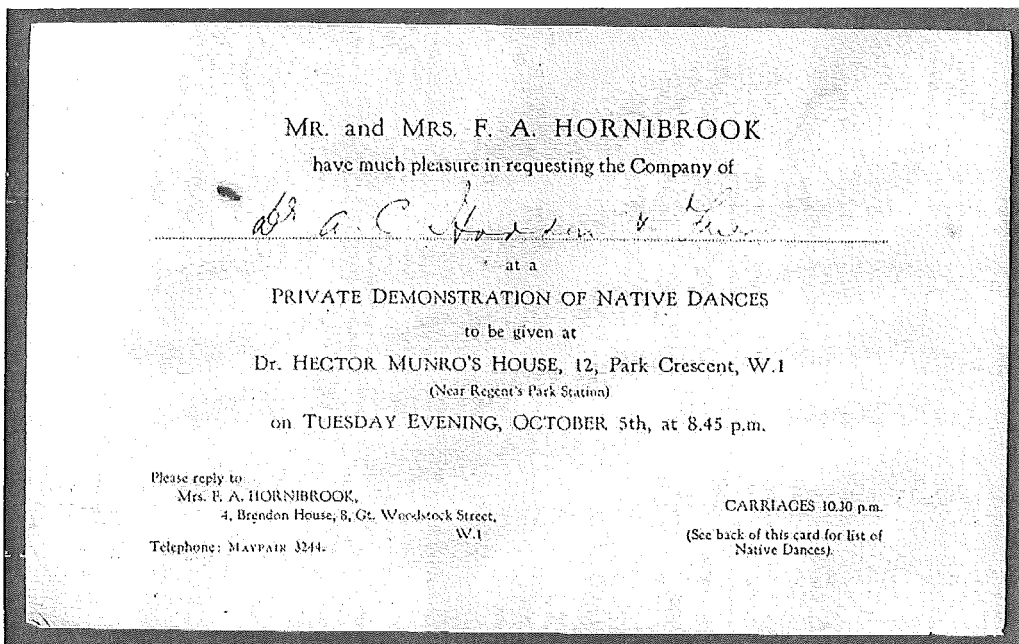 MR. and MRS. F. A. HORNIBROOK
have much pleasure in requesting the Company of
Dr A. C. Hodson &
at a
PRIVATE DEMONSTRATION OF NATIVE DANCES
to be given at
Dr. HECTOR MUNRO'S HOUSE, 12, Park Crescent, W.1
(Near Regent's Park Station)
on TUESDAY EVENING, OCTOBER 5th, at 8.45 p.m.
Please reply to
Mrs. F. A. HORNIBROOK,
4, Brendon House, 8, Gt. Woodstock Street,
W.1
Telephone: MAYFAIR 3244.
CARRIAGES 10.30 p.m.
(See back of this card for list of
Native Dances).